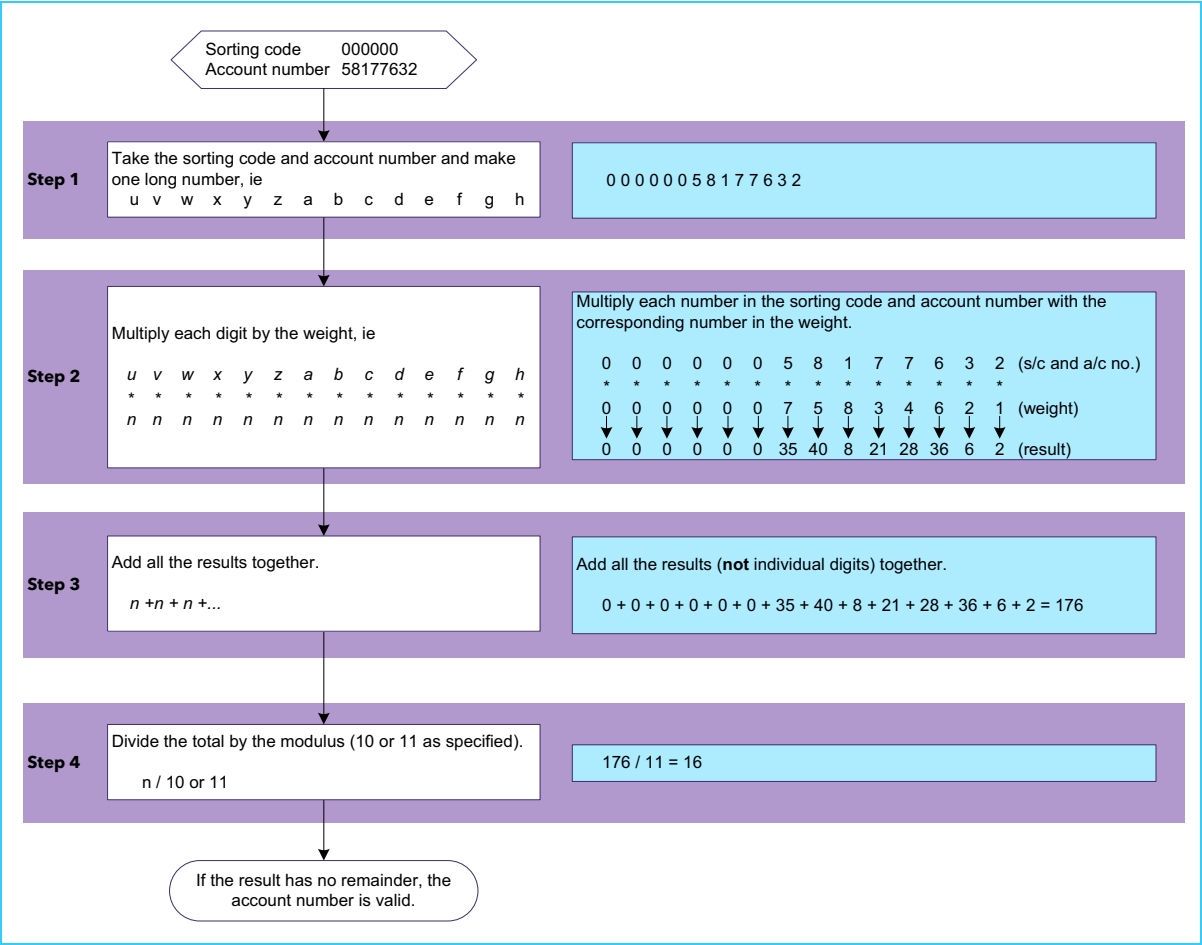 Sorting code 000000
Account number 58177632
Step 1
Take the sorting code and account number and make
one long number, ie
u v w x y z a b c d e f g h
0 0 0 0 0 0 5 8 1 7 7 6 3 2
Step 2
Multiply each digit by the weight, ie
u v w x y z a b c d e f g h
* * * * * * * * * * * * * *
n n n n n n n n n n n n n n
Multiply each number in the sorting code and account number with the
corresponding number in the weight.
0 0 0 0 0 0 5 8 1 7 7 6 3 2 (s/c and a/c no.)
* * * * * * * * * * * * * *
0 0 0 0 0 0 7 5 8 3 4 6 2 1 (weight)
0 0 0 0 0 0 35 40 8 21 28 36 6 2 (result)
Step 3
Add all the results together.
n +n + n +...
Add all the results (not individual digits) together.
0 + 0 + 0 + 0 + 0 + 0 + 35 + 40 + 8 + 21 + 28 + 36 + 6 + 2 = 176
Step 4
Divide the total by the modulus (10 or 11 as specified).
n / 10 or 11
176 / 11 = 16
If the result has no remainder, the
account number is valid.